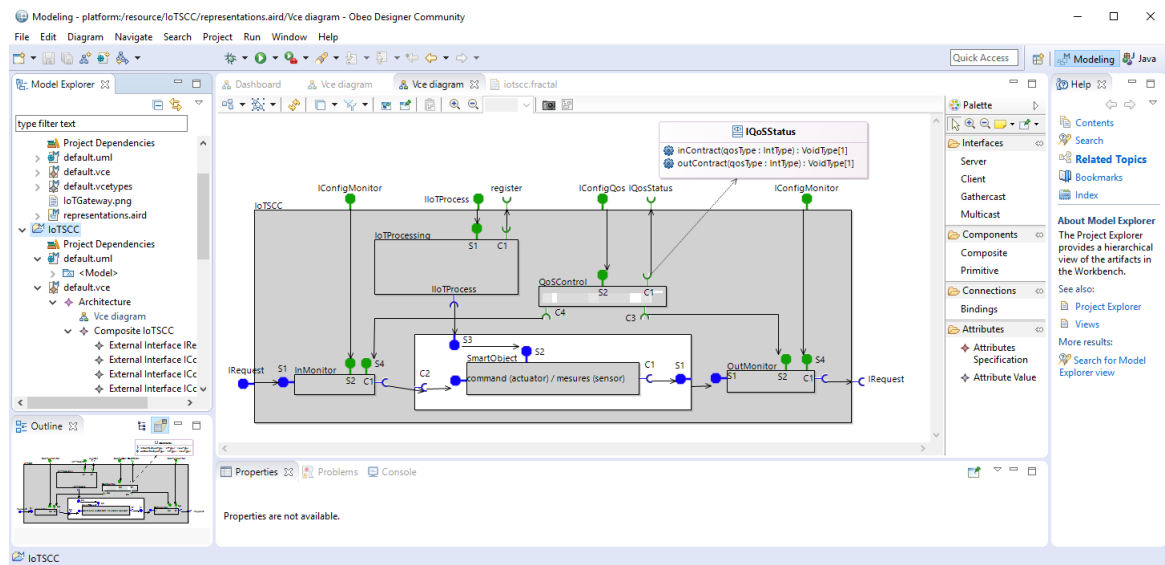 Modeling - platform:/resource/IoTSCC/representations.aird/Vce diagram - Obeo Designer Community
File Edit Diagram Navigate Search Project Run Window Help
Quick Access
Modeling
Java
Model Explorer
type filter text
Project Dependencies
default.uml
default.vce
default.vcetypes
IoTGateway.png
representations.aird
IoTSCC
Project Dependencies
default.uml
<Model>
default.vce
Architecture
Vce diagram
Composite IoTSCC
External Interface IRe
External Interface ICc
External Interface ICc
External Interface ICc
Outline
Dashboard
Vce diagram
Vce diagram
iotscc.fractal
IQoSStatus
inContract(qosType : IntType) : VoidType[1]
outContract(qosType : IntType) : VoidType[1]
IConfigMonitor
IIoTProcess
register
IConfigQos
IQosStatus
IConfigMonitor
IoTSCC
IoTProcessing
S1
C1
IIoTProcess
QoSControl
S2
C1
C4
C3
S3
S2
SmartObject
C1
S1
command (actuator) / mesures (sensor)
IRequest
S1
InMonitor
S2
C1
S4
C2
OutMonitor
S1
S2
C1
S4
IRequest
Palette
Interfaces
Server
Client
Gathercast
Multicast
Components
Composite
Primitive
Connections
Bindings
Attributes
Attributes
Specification
Attribute Value
Properties
Problems
Console
Properties are not available.
Help
Contents
Search
Related Topics
Bookmarks
Index
About Model Explorer
The Project Explorer
provides a hierarchical
view of the artifacts in
the Workbench.
See also:
Project Explorer
Views
More results:
Search for Model
Explorer view
IoTSCC